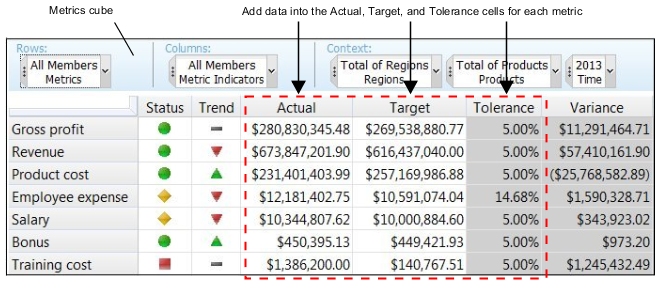 Metrics cube Add data into the Actual, Target, and Tolerance cells for each metric
Rows: Columns: Context:
All Members All Members Total of Regions Total of Products 2013
Metrics Metric Indicators Regions Products Time
Status Trend Actual Target Tolerance Variance
Gross profit $280,830,345.48 $269,538,880.77 5.00% $11,291,464.71
Revenue $673,847,201.90 $616,437,040.00 5.00% $57,410,161.90
Product cost $231,401,403.99 $257,169,986.88 5.00% ($25,768,582.89)
Employee expense $12,181,402.75 $10,591,074.04 14.68% $1,590,328.71
Salary $10,344,807.62 $10,000,884.60 5.00% $343,923.02
Bonus $450,395.13 $449,421.93 5.00% $973.20
Training cost $1,386,200.00 $140,767.51 5.00% $1,245,432.49